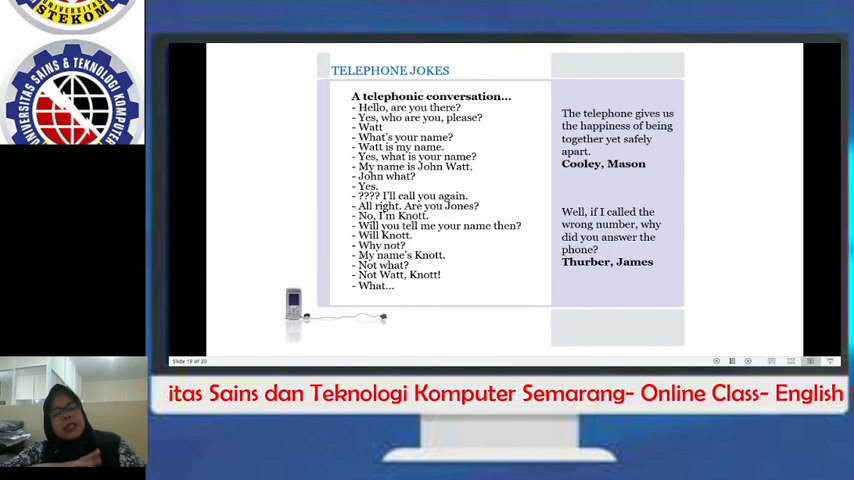 STEKOM
UNIVERSITAS SAINS & TEKNOLOGI KOMPUTER
TELEPHONE JOKES
A telephonic conversation...
- Hello, are you there?
- Yes, who are you, please?
- Watt
- What's your name?
- Watt is my name.
- Yes, what is your name?
- My name is John Watt.
- John what?
- Yes.
- ???? I'll call you again.
- All right. Are you Jones?
- No, I'm Knott.
- Will you tell me your name then?
- Will Knott.
- Why not?
- My name's Knott.
- Not what?
- Not Watt, Knott!
- What...
The telephone gives us
the happiness of being
together yet safely
apart.
Cooley, Mason
Well, if I called the
wrong number, why
did you answer the
phone?
Thurber, James
Slide 19 of 20
itas Sains dan Teknologi Komputer Semarang- Online Class- English